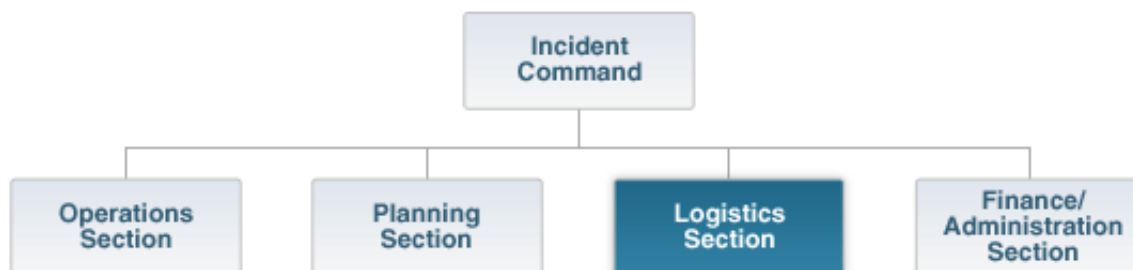 Incident
Command
Operations
Section
Planning
Section
Logistics
Section
Finance/
Administration
Section